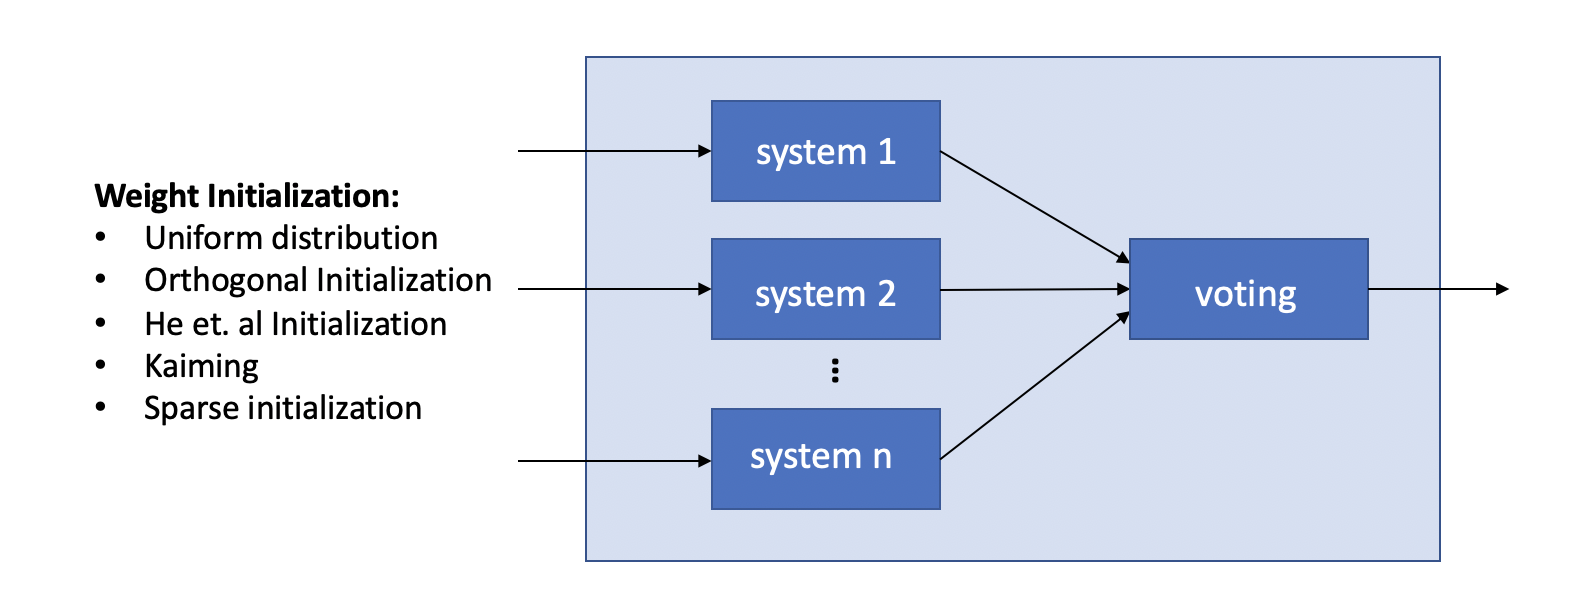 Weight Initialization:
• Uniform distribution
• Orthogonal Initialization
• He et. al Initialization
• Kaiming
• Sparse initialization
system 1
system 2
system n
voting